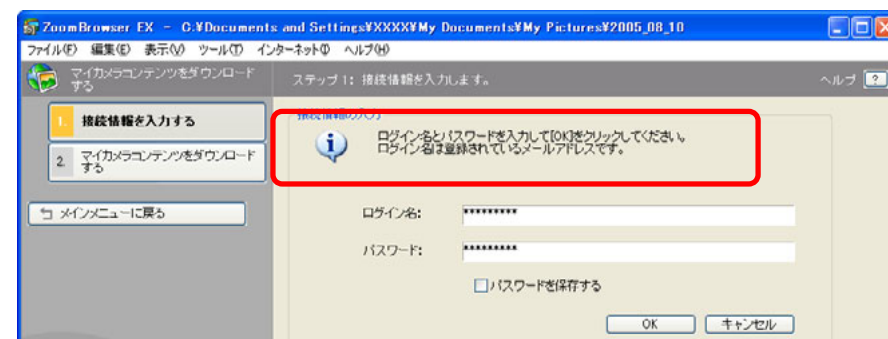 ZoomBrowser EX - C:¥Documents and Settings¥XXXX¥My Documents¥My Pictures¥2005_08_10
ファイル(F) 編集(E) 表示(V) ツール(T) インターネット(I) ヘルプ(H)
マイカメラコンテンツをダウンロード
する
ステップ1: 接続情報を入力します。
ヘルプ ?
1. 接続情報を入力する
2. マイカメラコンテンツをダウンロード
する
メインメニューに戻る
接続情報の入力
ログイン名とパスワードを入力して[OK]をクリックしてください。
ログイン名は登録されているメールアドレスです。
ログイン名: *********
パスワード: *********
パスワードを保存する
OK キャンセル